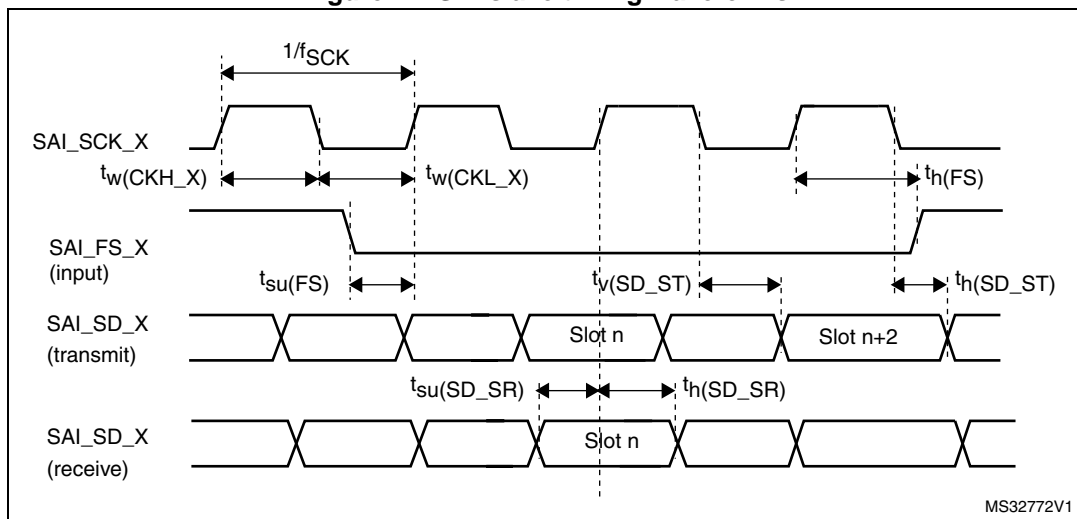 1/fSCK
SAI_SCK_X
tw(CKH_X)
tw(CKL_X)
th(FS)
SAI_FS_X
(input)
tsu(FS)
tv(SD_ST)
th(SD_ST)
SAI_SD_X
(transmit)
Slot n
Slot n+2
tsu(SD_SR)
th(SD_SR)
SAI_SD_X
(receive)
Slot n
MS32772V1